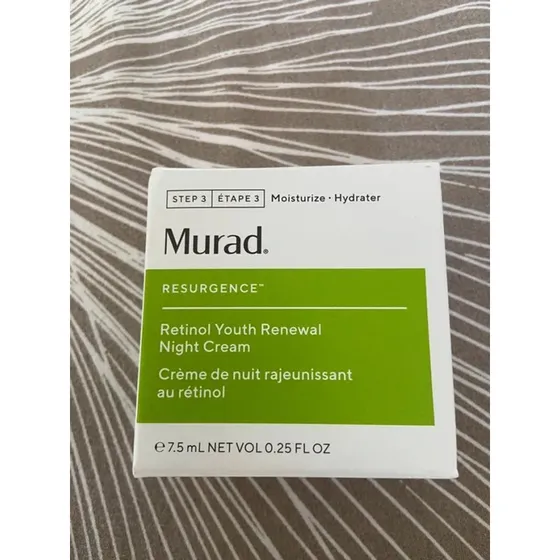 STEP 3 ÉTAPE 3 Moisturize · Hydrater
Murad®
RESURGENCE™
Retinol Youth Renewal
Night Cream
Crème de nuit rajeunissant
au rétinol
℮ 7.5 mL NET VOL 0.25 FL OZ